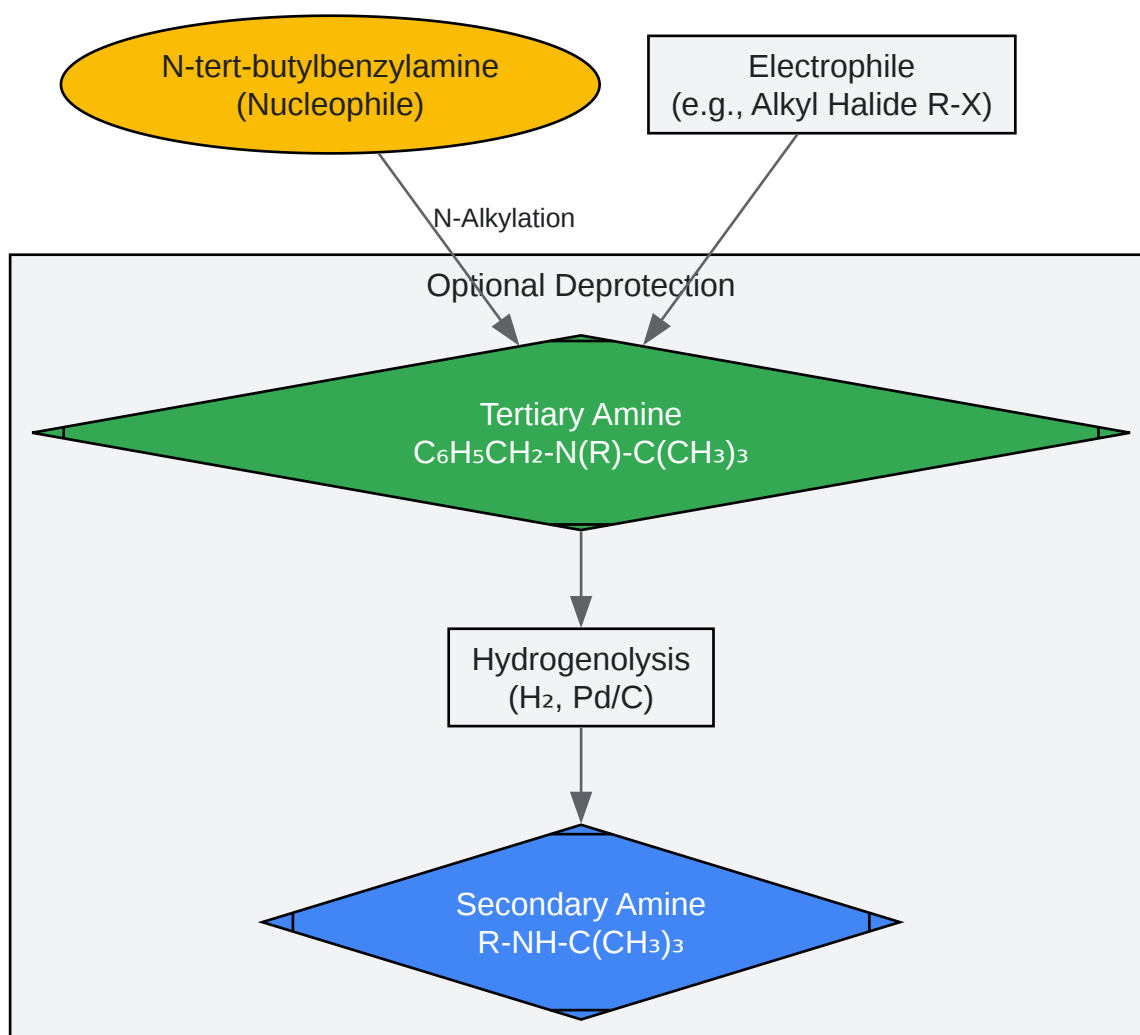 N-tert-butylbenzylamine
(Nucleophile)
Electrophile
(e.g., Alkyl Halide R-X)
N-Alkylation
Optional Deprotection
Tertiary Amine
C₆H₅CH₂-N(R)-C(CH₃)₃
Hydrogenolysis
(H₂, Pd/C)
Secondary Amine
R-NH-C(CH₃)₃